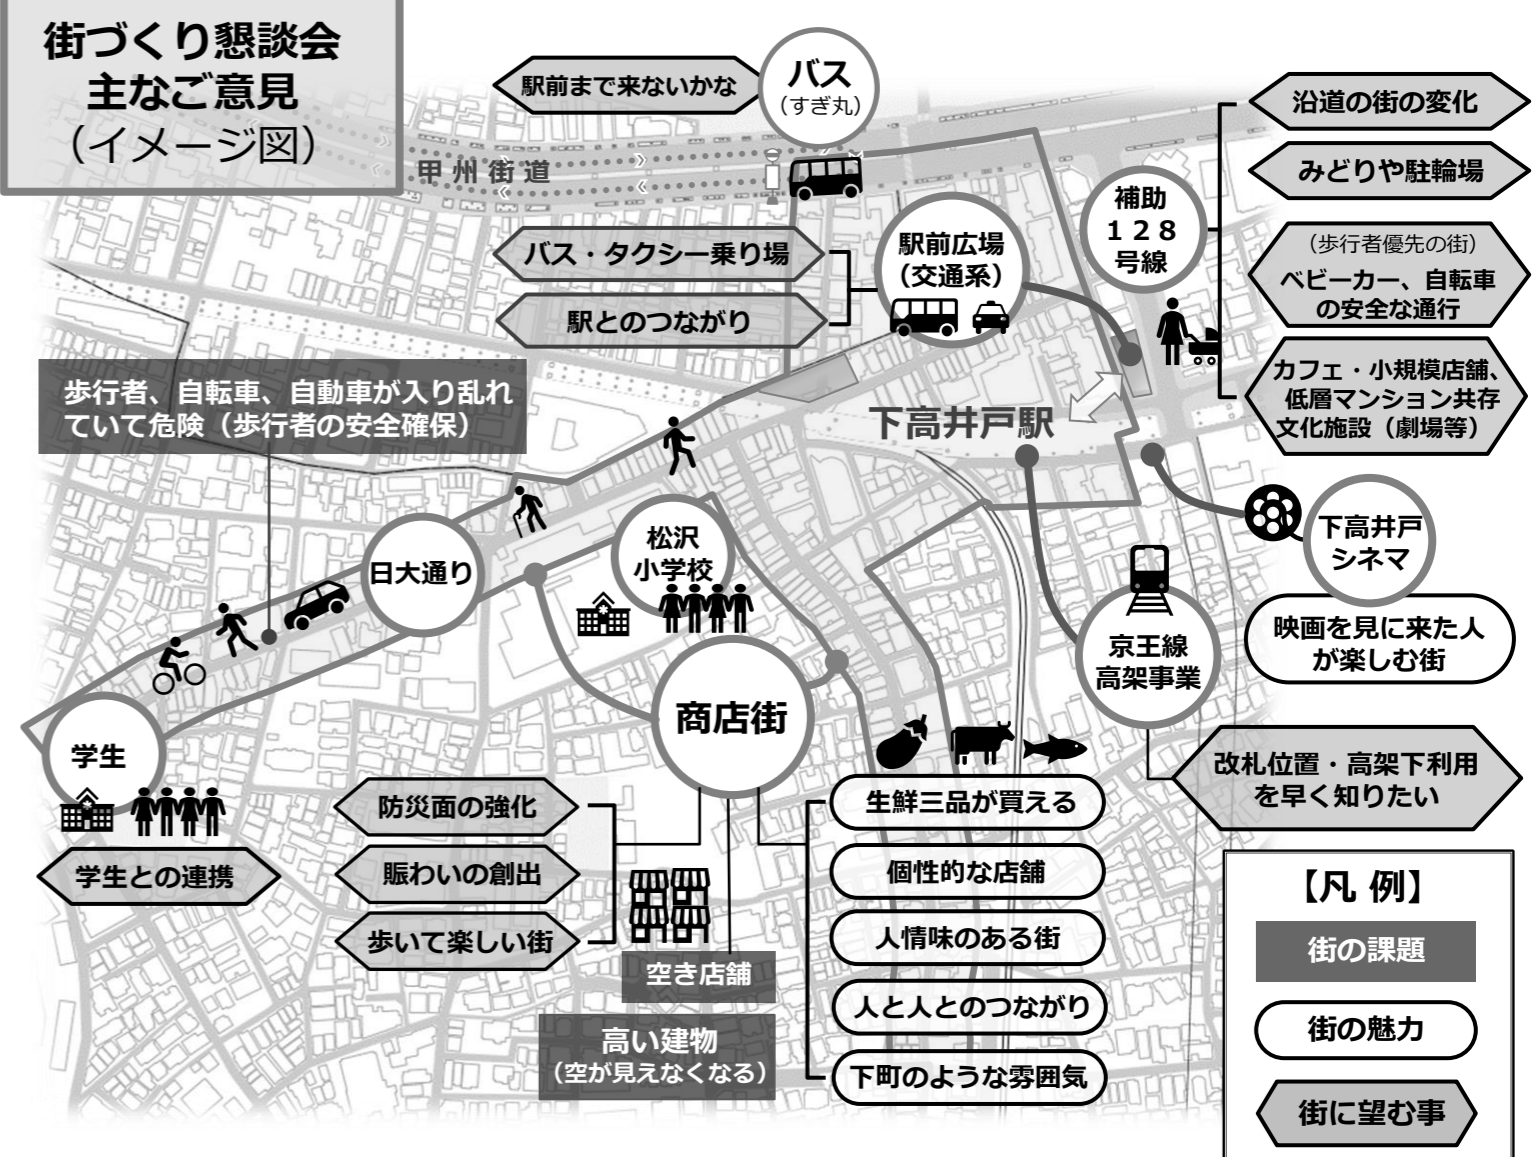 街づくり懇談会
主なご意見
（イメージ図）
駅前まで来ないかな
バス
（すぎ丸）
甲州街道
沿道の街の変化
みどりや駐輪場
補助
１２８
号線
（歩行者優先の街）
ベビーカー、自転車
の安全な通行
カフェ・小規模店舗、
低層マンション共存
文化施設（劇場等）
バス・タクシー乗り場
駅とのつながり
駅前広場
（交通系）
歩行者、自転車、自動車が入り乱れ
ていて危険（歩行者の安全確保）
下高井戸駅
松沢
小学校
日大通り
下高井戸
シネマ
映画を見に来た人
が楽しむ街
京王線
高架事業
改札位置・高架下利用
を早く知りたい
商店街
学生
学生との連携
防災面の強化
賑わいの創出
歩いて楽しい街
空き店舗
高い建物
（空が見えなくなる）
生鮮三品が買える
個性的な店舗
人情味のある街
人と人とのつながり
下町のような雰囲気
【凡 例】
街の課題
街の魅力
街に望む事